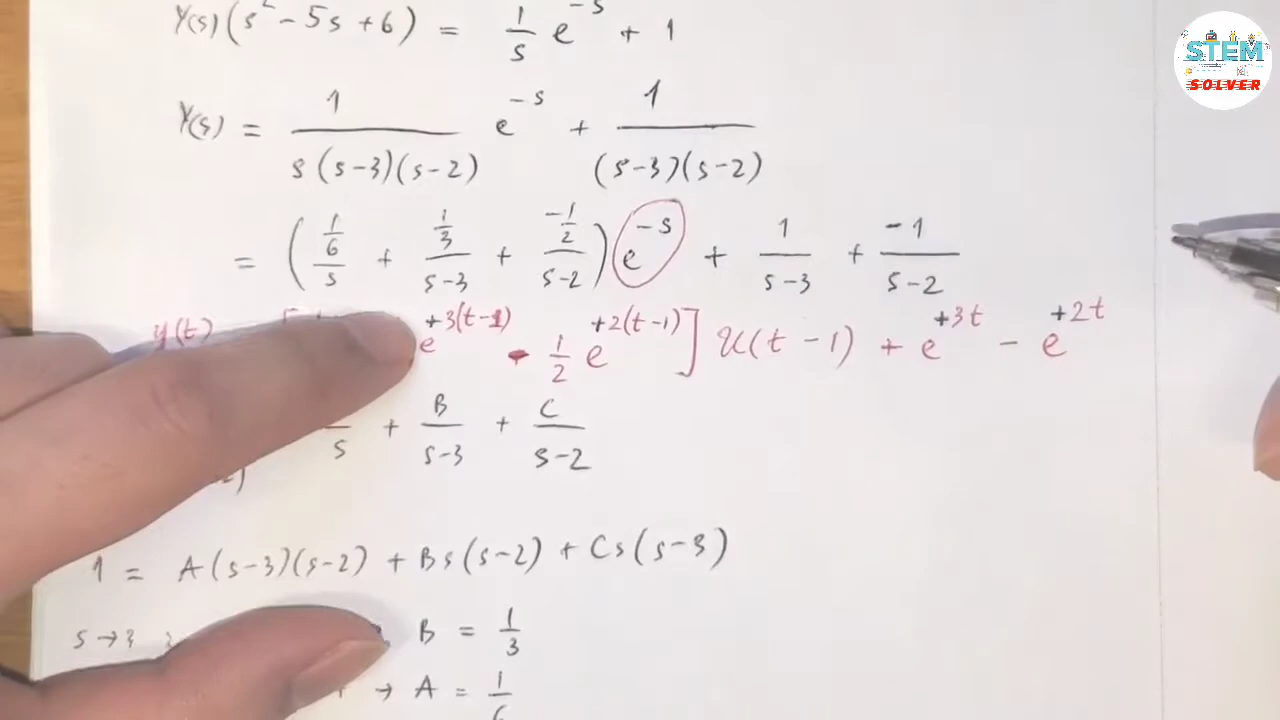 Y(s)(s² - 5s + 6) = 1/s e^{-s} + 1
STEM
SOLVER
Y(s) = 1/(s(s-3)(s-2)) e^{-s} + 1/((s-3)(s-2))
= ((1/6)/s + (1/3)/(s-3) + (-1/2)/(s-2)) e^{-s} + 1/(s-3) + -1/(s-2)
y(t) e^{+3(t-1)} - 1/2 e^{+2(t-1)}] U(t-1) + e^{+3t} - e^{+2t}
s + B/(s-3) + C/(s-2)
1 = A(s-3)(s-2) + Bs(s-2) + Cs(s-3)
s→3 B = 1/3
→ A = 1/6